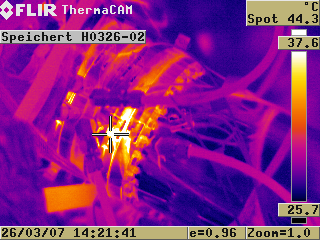 FLIR ThermaCAM
°C
Spot 44.3
Speichert H0326-02
37.6
25.7
26/03/07 14:21:41 e=0.96 Zoom=1.0